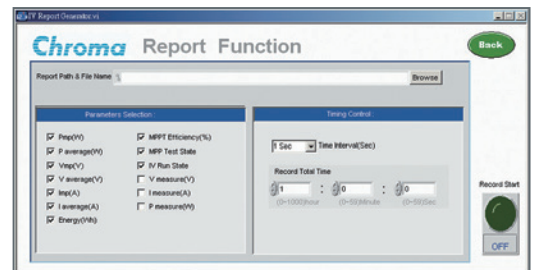 IV Report Generator.vi
Chroma Report Function
Back
Report Path & File Name
Browse
Parameters Selection:
Pmp(W)
P average(W)
Vmp(V)
V average(V)
Imp(A)
I average(A)
Energy(Wh)
MPPT Efficiency(%)
MPP Test State
IV Run State
V measure(V)
I measure(A)
P measure(W)
Timing Control:
1 Sec Time Interval(Sec)
Record Total Time
1 : 0 : 0
(0~1000)hour (0~59)Minute (0~59)Sec
Record Start
OFF